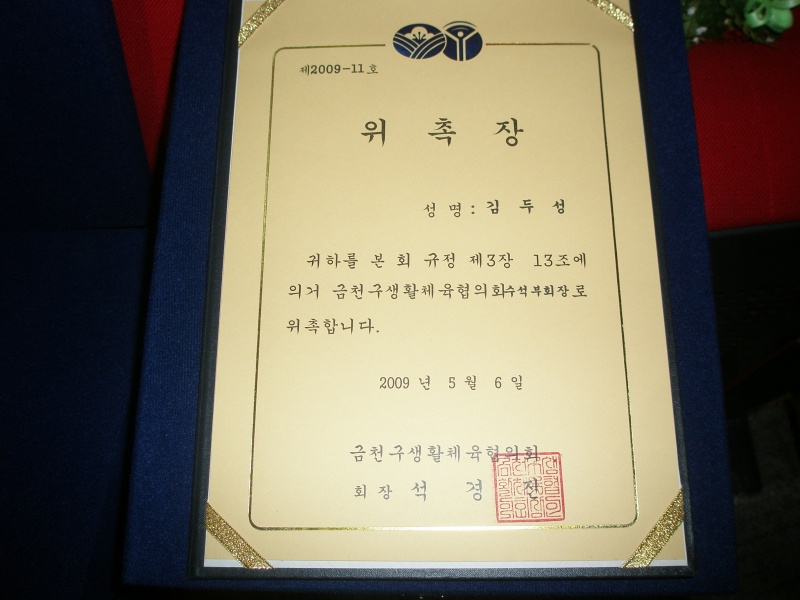 제2009-11호
위 촉 장
성 명 : 김 두 성
귀하를 본 회 규정 제3장 13조에
의거 금천구생활체육협의회수석부회장로
위촉합니다.
2009 년 5 월 6 일
금천구생활체육협의회
회 장 석 경 진